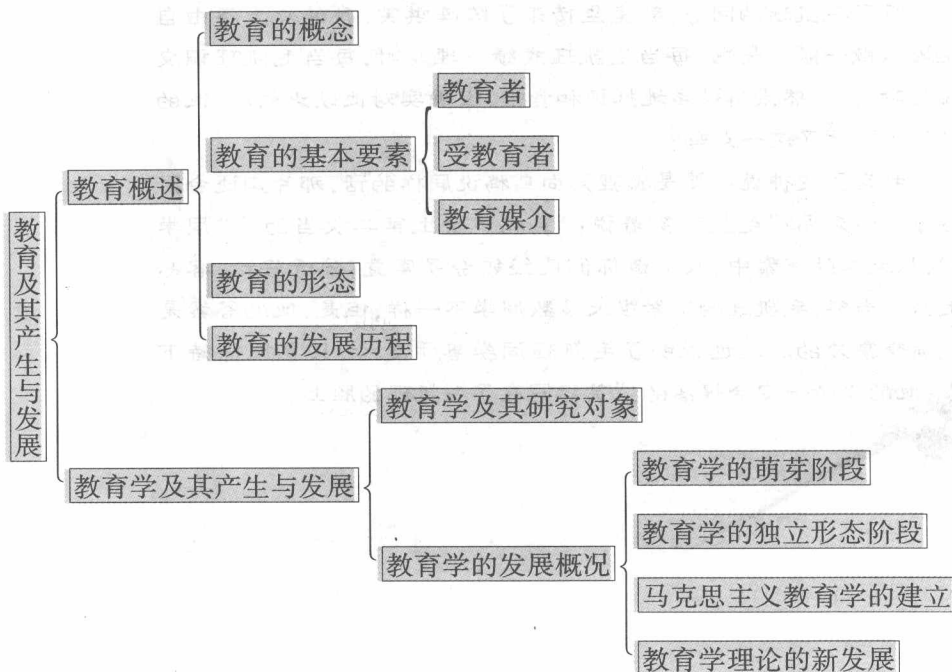 教育及其产生与发展
教育概述
教育的概念
教育的基本要素
教育者
受教育者
教育媒介
教育的形态
教育的发展历程
教育学及其产生与发展
教育学及其研究对象
教育学的发展概况
教育学的萌芽阶段
教育学的独立形态阶段
马克思主义教育学的建立
教育学理论的新发展